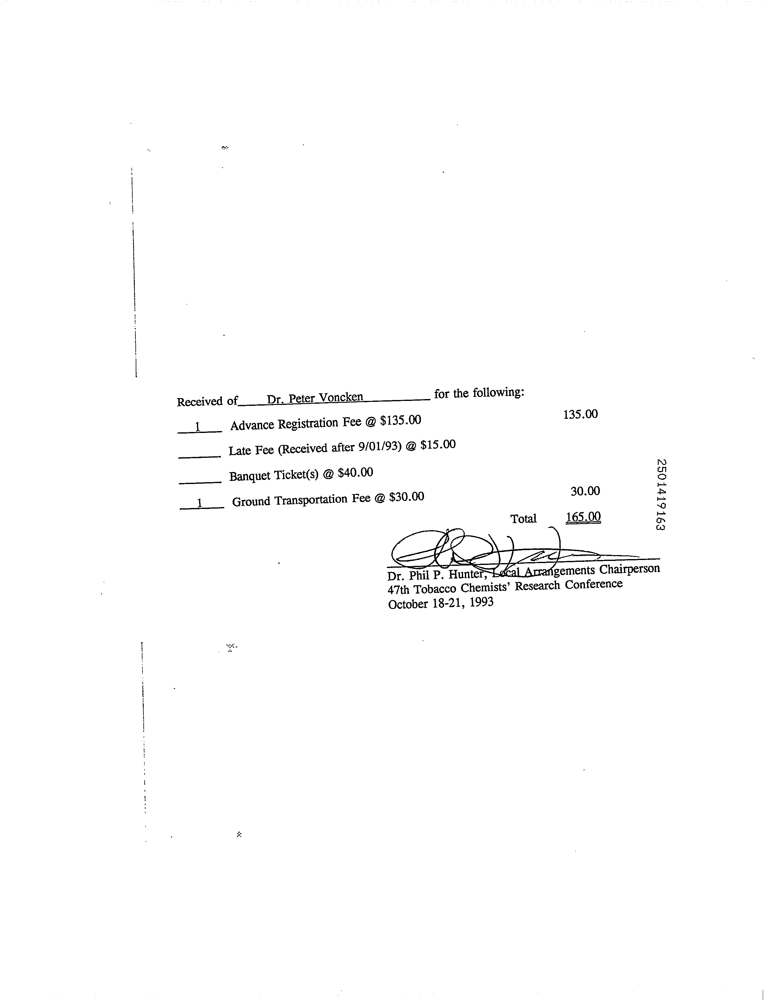 Received of Dr. Peter Voncken for the following:
1 Advance Registration Fee @ $135.00 135.00
Late Fee (Received after 9/01/93) @ $15.00
Banquet Ticket(s) @ $40.00
1 Ground Transportation Fee @ $30.00 30.00
Total 165.00
Dr. Phil P. Hunter, Local Arrangements Chairperson
47th Tobacco Chemists' Research Conference
October 18-21, 1993
2501419163